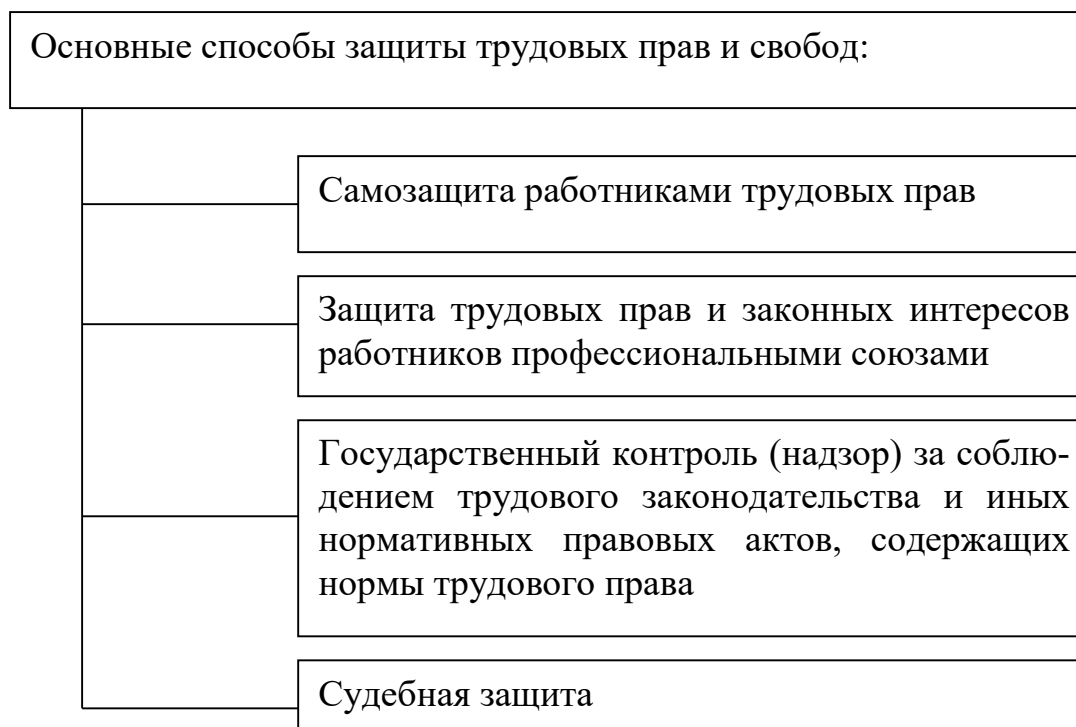 Основные способы защиты трудовых прав и свобод:
Самозащита работниками трудовых прав
Защита трудовых прав и законных интересов
работников профессиональными союзами
Государственный контроль (надзор) за соблю-
дением трудового законодательства и иных
нормативных правовых актов, содержащих
нормы трудового права
Судебная защита